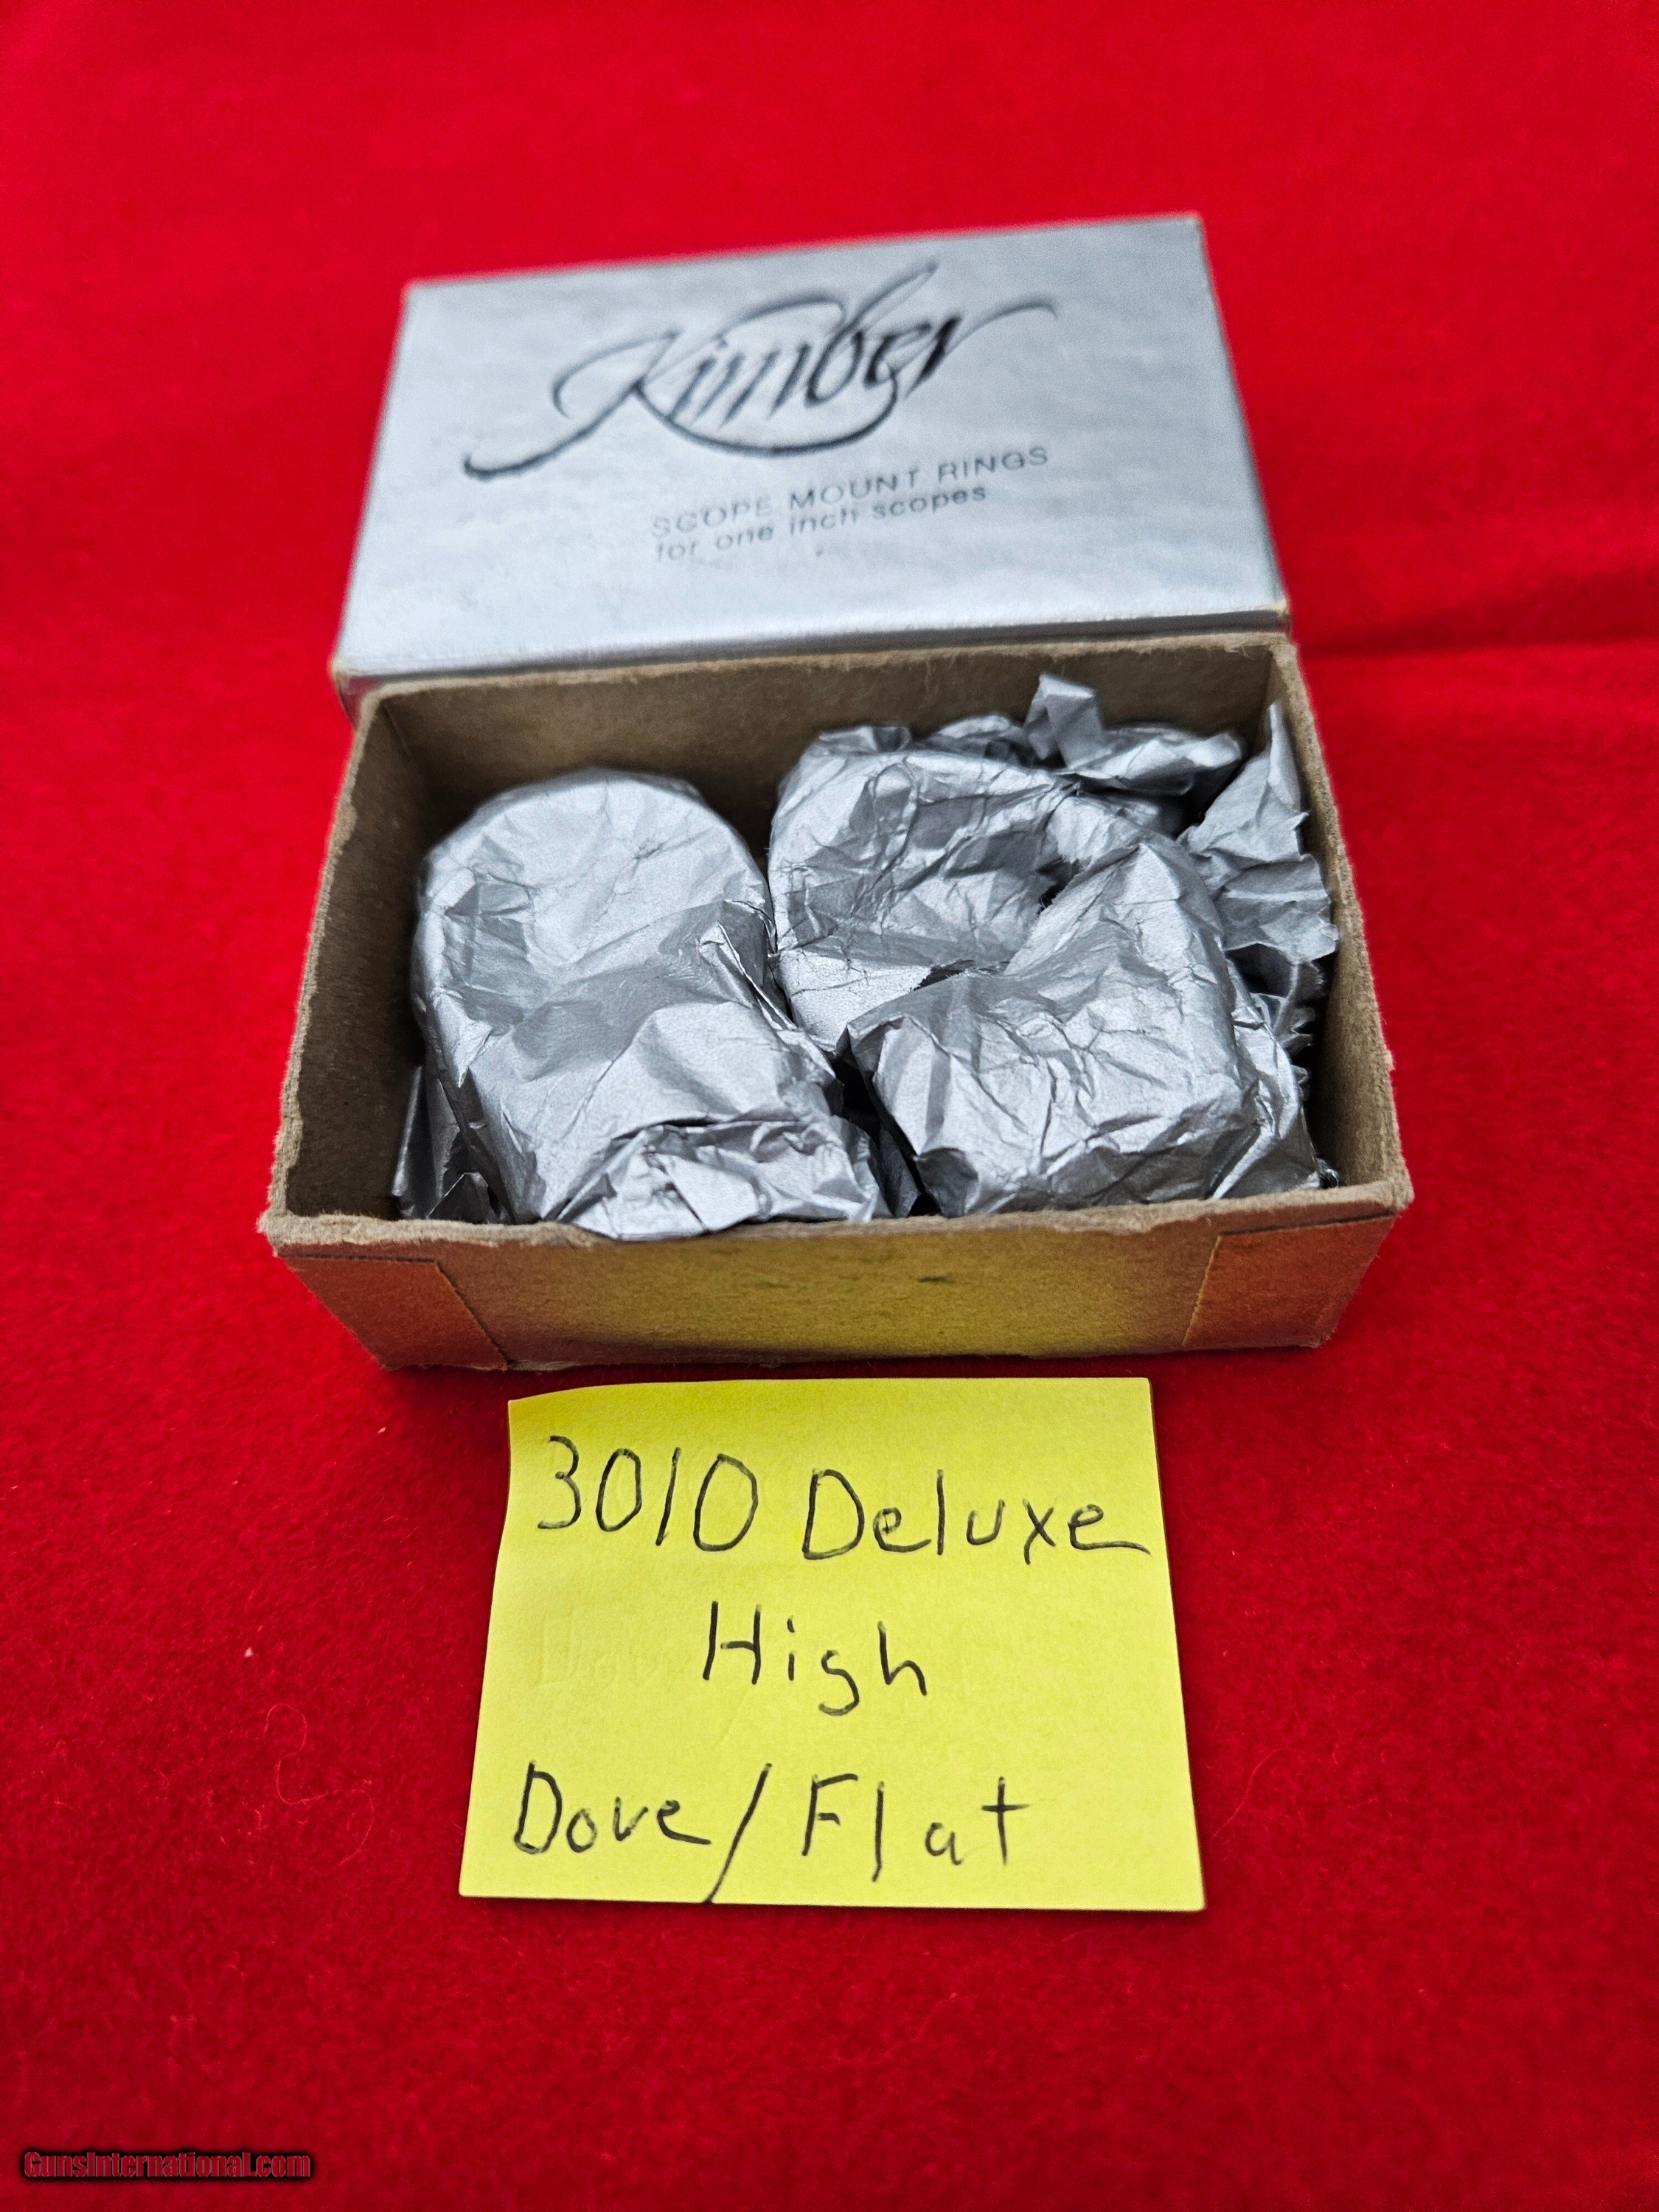 Kimber
SCOPE MOUNT RINGS
for one inch scopes
3010 Deluxe
High
Dove/Flat
GunsInternational.com